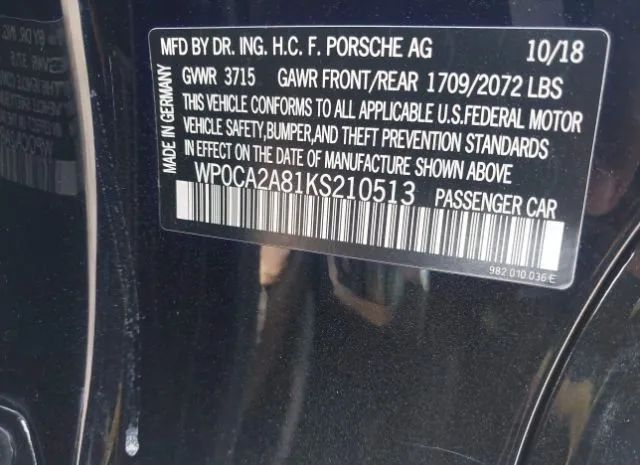 MFD BY DR. ING. H.C. F. PORSCHE AG 10/18
GVWR 3715 GAWR FRONT/REAR 1709/2072 LBS
THIS VEHICLE CONFORMS TO ALL APPLICABLE U.S.FEDERAL MOTOR
VEHICLE SAFETY,BUMPER,AND THEFT PREVENTION STANDARDS
IN EFFECT ON THE DATE OF MANUFACTURE SHOWN ABOVE
WP0CA2A81KS210513 PASSENGER CAR
982 010 036 E
MADE IN GERMANY